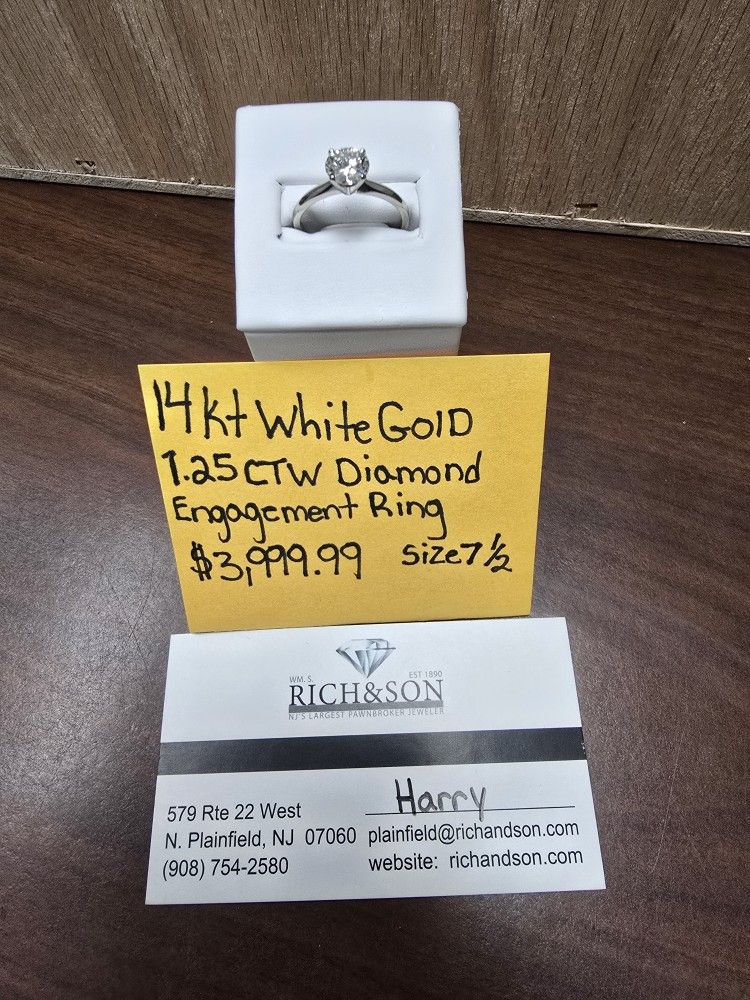 14kt White Gold
1.25 CTW Diamond
Engagement Ring
$3,999.99 size 7 1/2
WM. S. EST 1890
RICH&SON
NJ'S LARGEST PAWNBROKER JEWELER
579 Rte 22 West Harry
N. Plainfield, NJ 07060 plainfield@richandson.com
(908) 754-2580 website: richandson.com